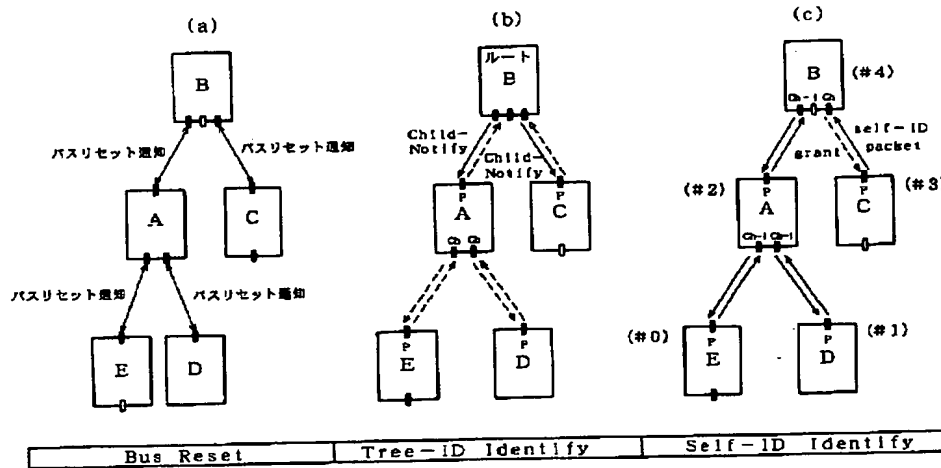 (a)
(b)
(c)
B
バスリセット通知
バスリセット通知
A
C
バスリセット通知
バスリセット通知
E
D
ルート
B
Child-
Notify
Child-
Notify
P
A
Ch Ch
P
C
P
E
P
D
B
(#4)
Ch-i Ch
self-ID
packet
grant
(#2)
P
A
Ch-i Ch-i
P
C
(#3)
(#0)
P
E
P
D
(#1)
Bus Reset
Tree-ID Identify
Self-ID Identify